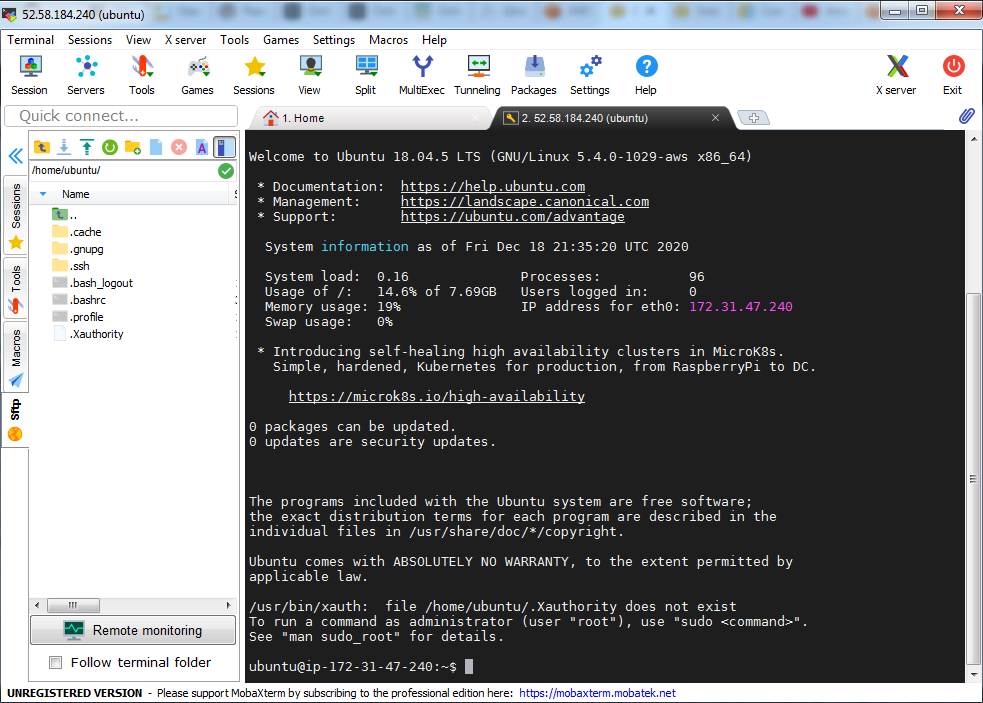 52.58.184.240 (ubuntu)
Terminal Sessions View X server Tools Games Settings Macros Help
Session Servers Tools Games Sessions View Split MultiExec Tunneling Packages Settings Help X server Exit
Quick connect...
1. Home
2. 52.58.184.240 (ubuntu)
/home/ubuntu/
Name
..
.cache
.gnupg
.ssh
.bash_logout
.bashrc
.profile
.Xauthority
Sessions
Tools
Macros
Sftp
Remote monitoring
Follow terminal folder
Welcome to Ubuntu 18.04.5 LTS (GNU/Linux 5.4.0-1029-aws x86_64)
* Documentation: https://help.ubuntu.com
* Management: https://landscape.canonical.com
* Support: https://ubuntu.com/advantage
System information as of Fri Dec 18 21:35:20 UTC 2020
System load: 0.16 Processes: 96
Usage of /: 14.6% of 7.69GB Users logged in: 0
Memory usage: 19% IP address for eth0: 172.31.47.240
Swap usage: 0%
* Introducing self-healing high availability clusters in MicroK8s.
Simple, hardened, Kubernetes for production, from RaspberryPi to DC.
https://microk8s.io/high-availability
0 packages can be updated.
0 updates are security updates.
The programs included with the Ubuntu system are free software;
the exact distribution terms for each program are described in the
individual files in /usr/share/doc/*/copyright.
Ubuntu comes with ABSOLUTELY NO WARRANTY, to the extent permitted by
applicable law.
/usr/bin/xauth: file /home/ubuntu/.Xauthority does not exist
To run a command as administrator (user "root"), use "sudo <command>".
See "man sudo_root" for details.
ubuntu@ip-172-31-47-240:~$
UNREGISTERED VERSION - Please support MobaXterm by subscribing to the professional edition here: https://mobaxterm.mobatek.net